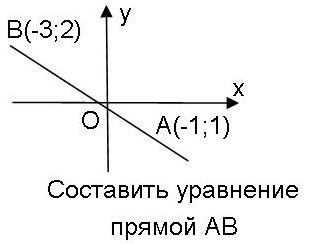 y
B(-3;2)
x
O
A(-1;1)
Составить уравнение
прямой AB